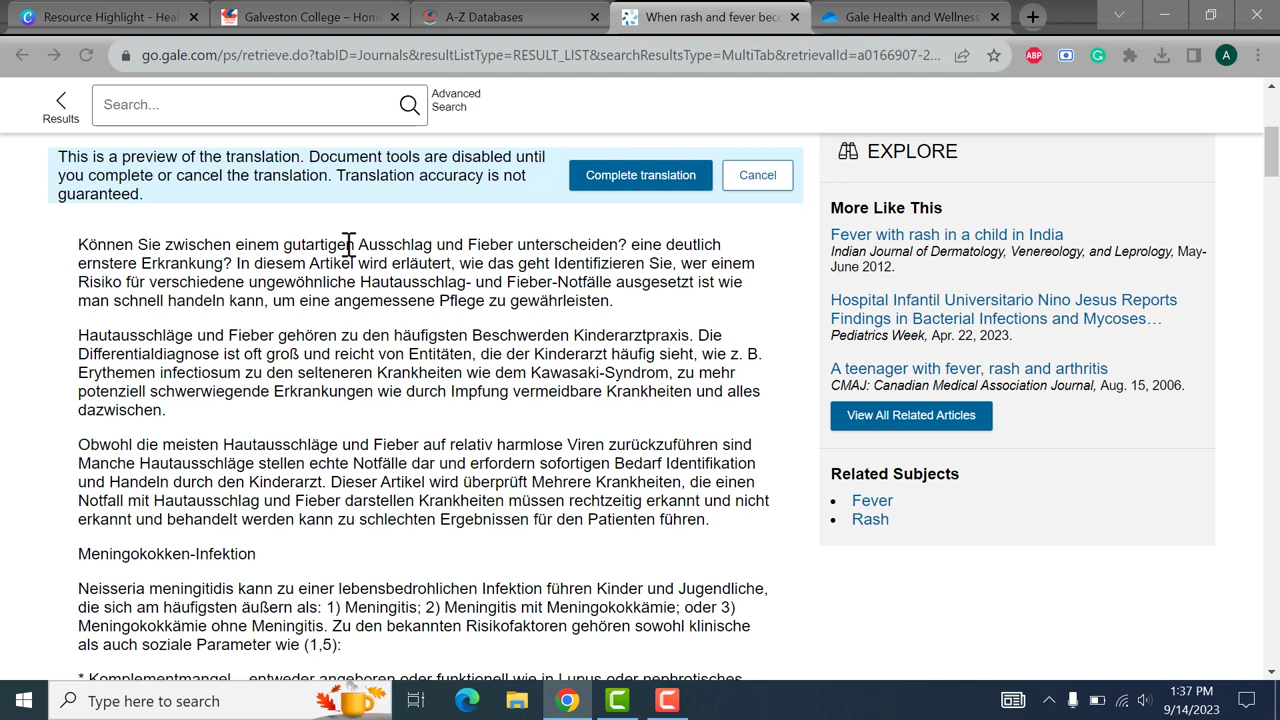 Resource Highlight -
Galveston College – Hom
A-Z Databases
When rash and fever beco
Gale Health and Wellness
go.gale.com/ps/retrieve.do?tabID=Journals&resultListType=RESULT_LIST&searchResultsType=MultiTab&retrievalId=a0166907-2...
ABP
A
Results
Search...
Advanced
Search
This is a preview of the translation. Document tools are disabled until
you complete or cancel the translation. Translation accuracy is not
guaranteed.
Complete translation
Cancel
Können Sie zwischen einem gutartigen Ausschlag und Fieber unterscheiden? eine deutlich
ernstere Erkrankung? In diesem Artikel wird erläutert, wie das geht Identifizieren Sie, wer einem
Risiko für verschiedene ungewöhnliche Hautausschlag- und Fieber-Notfälle ausgesetzt ist wie
man schnell handeln kann, um eine angemessene Pflege zu gewährleisten.
Hautausschläge und Fieber gehören zu den häufigsten Beschwerden Kinderarztpraxis. Die
Differentialdiagnose ist oft groß und reicht von Entitäten, die der Kinderarzt häufig sieht, wie z. B.
Erythemen infectiosum zu den selteneren Krankheiten wie dem Kawasaki-Syndrom, zu mehr
potenziell schwerwiegende Erkrankungen wie durch Impfung vermeidbare Krankheiten und alles
dazwischen.
Obwohl die meisten Hautausschläge und Fieber auf relativ harmlose Viren zurückzuführen sind
Manche Hautausschläge stellen echte Notfälle dar und erfordern sofortigen Bedarf Identifikation
und Handeln durch den Kinderarzt. Dieser Artikel wird überprüft Mehrere Krankheiten, die einen
Notfall mit Hautausschlag und Fieber darstellen Krankheiten müssen rechtzeitig erkannt und nicht
erkannt und behandelt werden kann zu schlechten Ergebnissen für den Patienten führen.
Meningokokken-Infektion
Neisseria meningitidis kann zu einer lebensbedrohlichen Infektion führen Kinder und Jugendliche,
die sich am häufigsten äußern als: 1) Meningitis; 2) Meningitis mit Meningokokkämie; oder 3)
Meningokokkämie ohne Meningitis. Zu den bekannten Risikofaktoren gehören sowohl klinische
als auch soziale Parameter wie (1,5):
* Komplementmangel – entweder angeboren oder funktionell wie in Lupus oder nephrotisches
EXPLORE
More Like This
Fever with rash in a child in India
Indian Journal of Dermatology, Venereology, and Leprology, May-
June 2012.
Hospital Infantil Universitario Nino Jesus Reports
Findings in Bacterial Infections and Mycoses…
Pediatrics Week, Apr. 22, 2023.
A teenager with fever, rash and arthritis
CMAJ: Canadian Medical Association Journal, Aug. 15, 2006.
View All Related Articles
Related Subjects
• Fever
• Rash
Type here to search
1:37 PM
9/14/2023